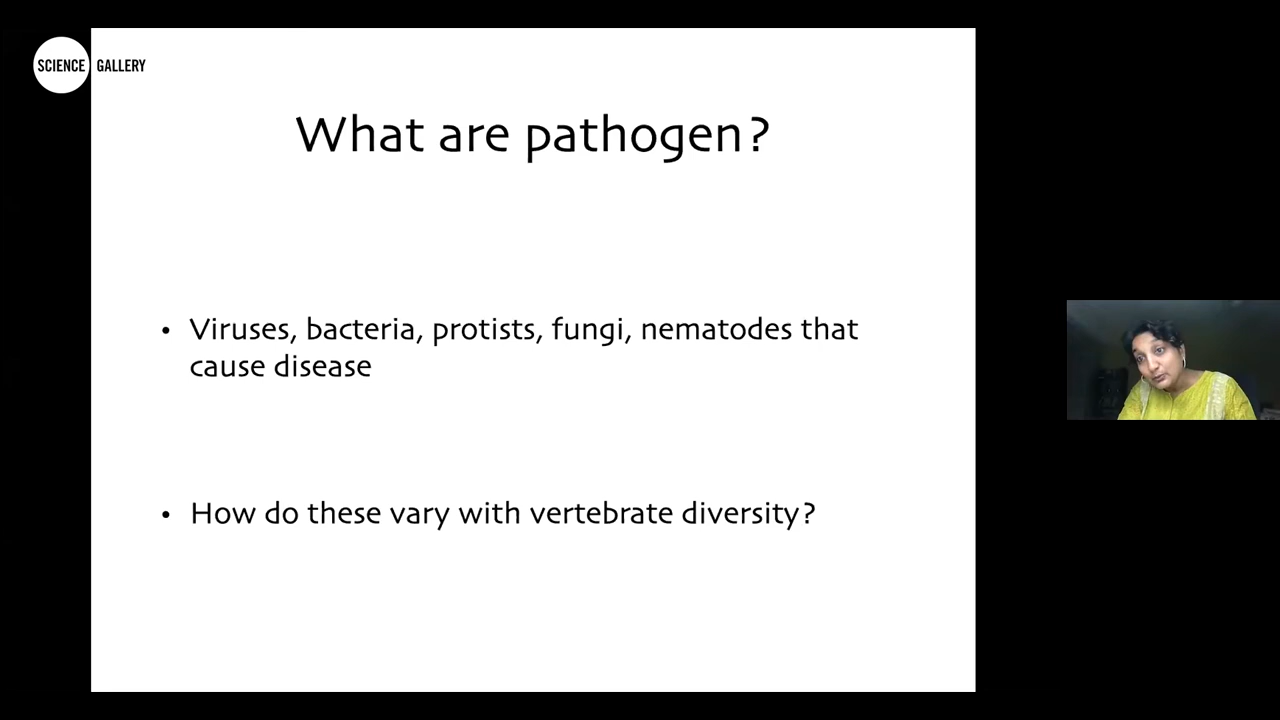 SCIENCE GALLERY
What are pathogen?
• Viruses, bacteria, protists, fungi, nematodes that
cause disease
• How do these vary with vertebrate diversity?